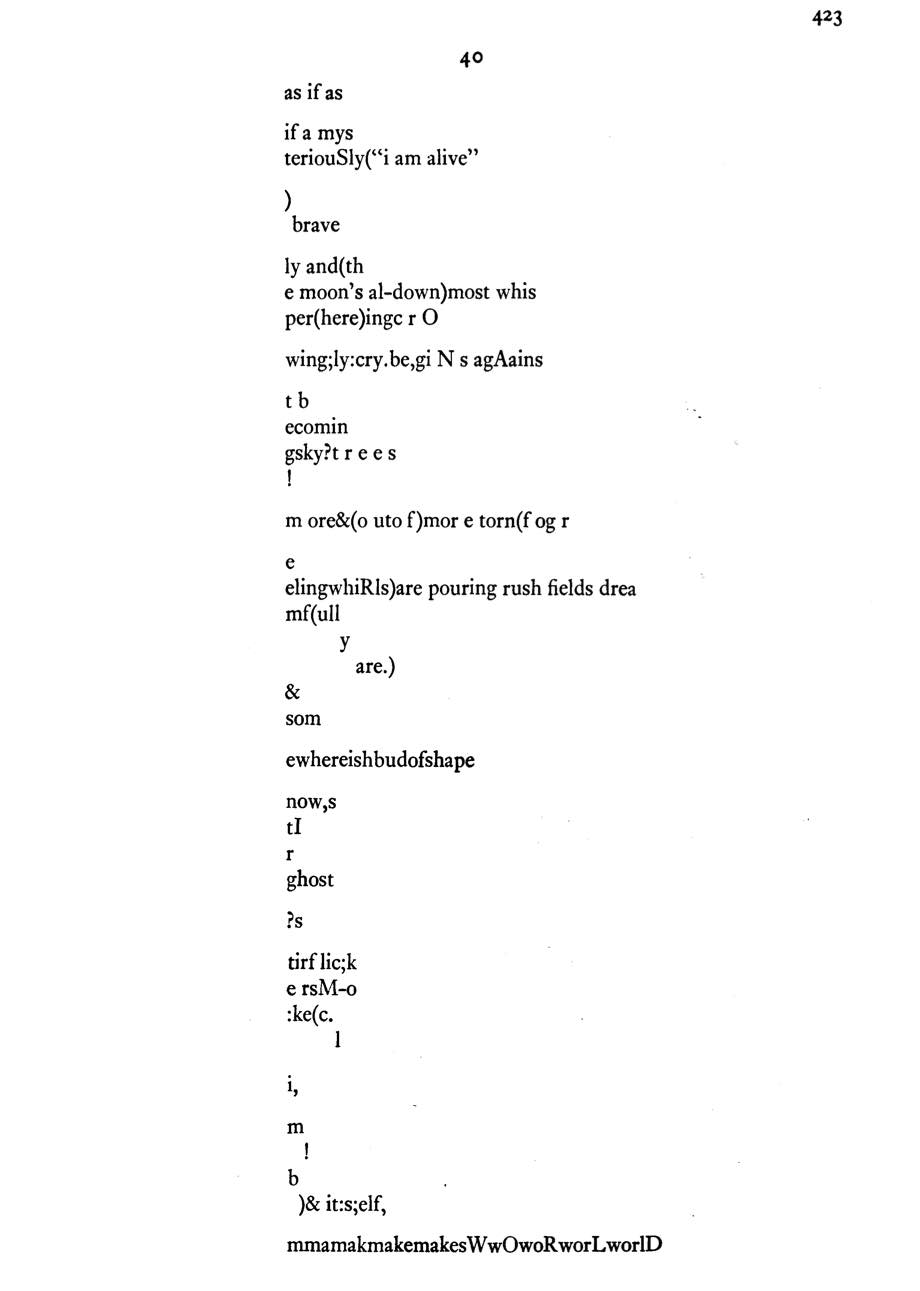 423
40
as if as
if a mys
teriouSly(“i am alive”
)
brave
ly and(th
e moon's al-down)most whis
per(here)ingc r O
wing;ly:cry.be,gi N s agAains
t b
ecomin
gsky?t r e e s
!
m ore&(o uto f)mor e torn(f og r
e
elingwhiRls)are pouring rush fields drea
mf(ull
y
are.)
&
som
ewhereishbudofshape
now,s
tI
r
ghost
?s
tirf lic;k
e rsM-o
:ke(c.
l
i,
m
!
b
)& it:s;elf,
mmamakmakemakesWwOwoRworLworlD